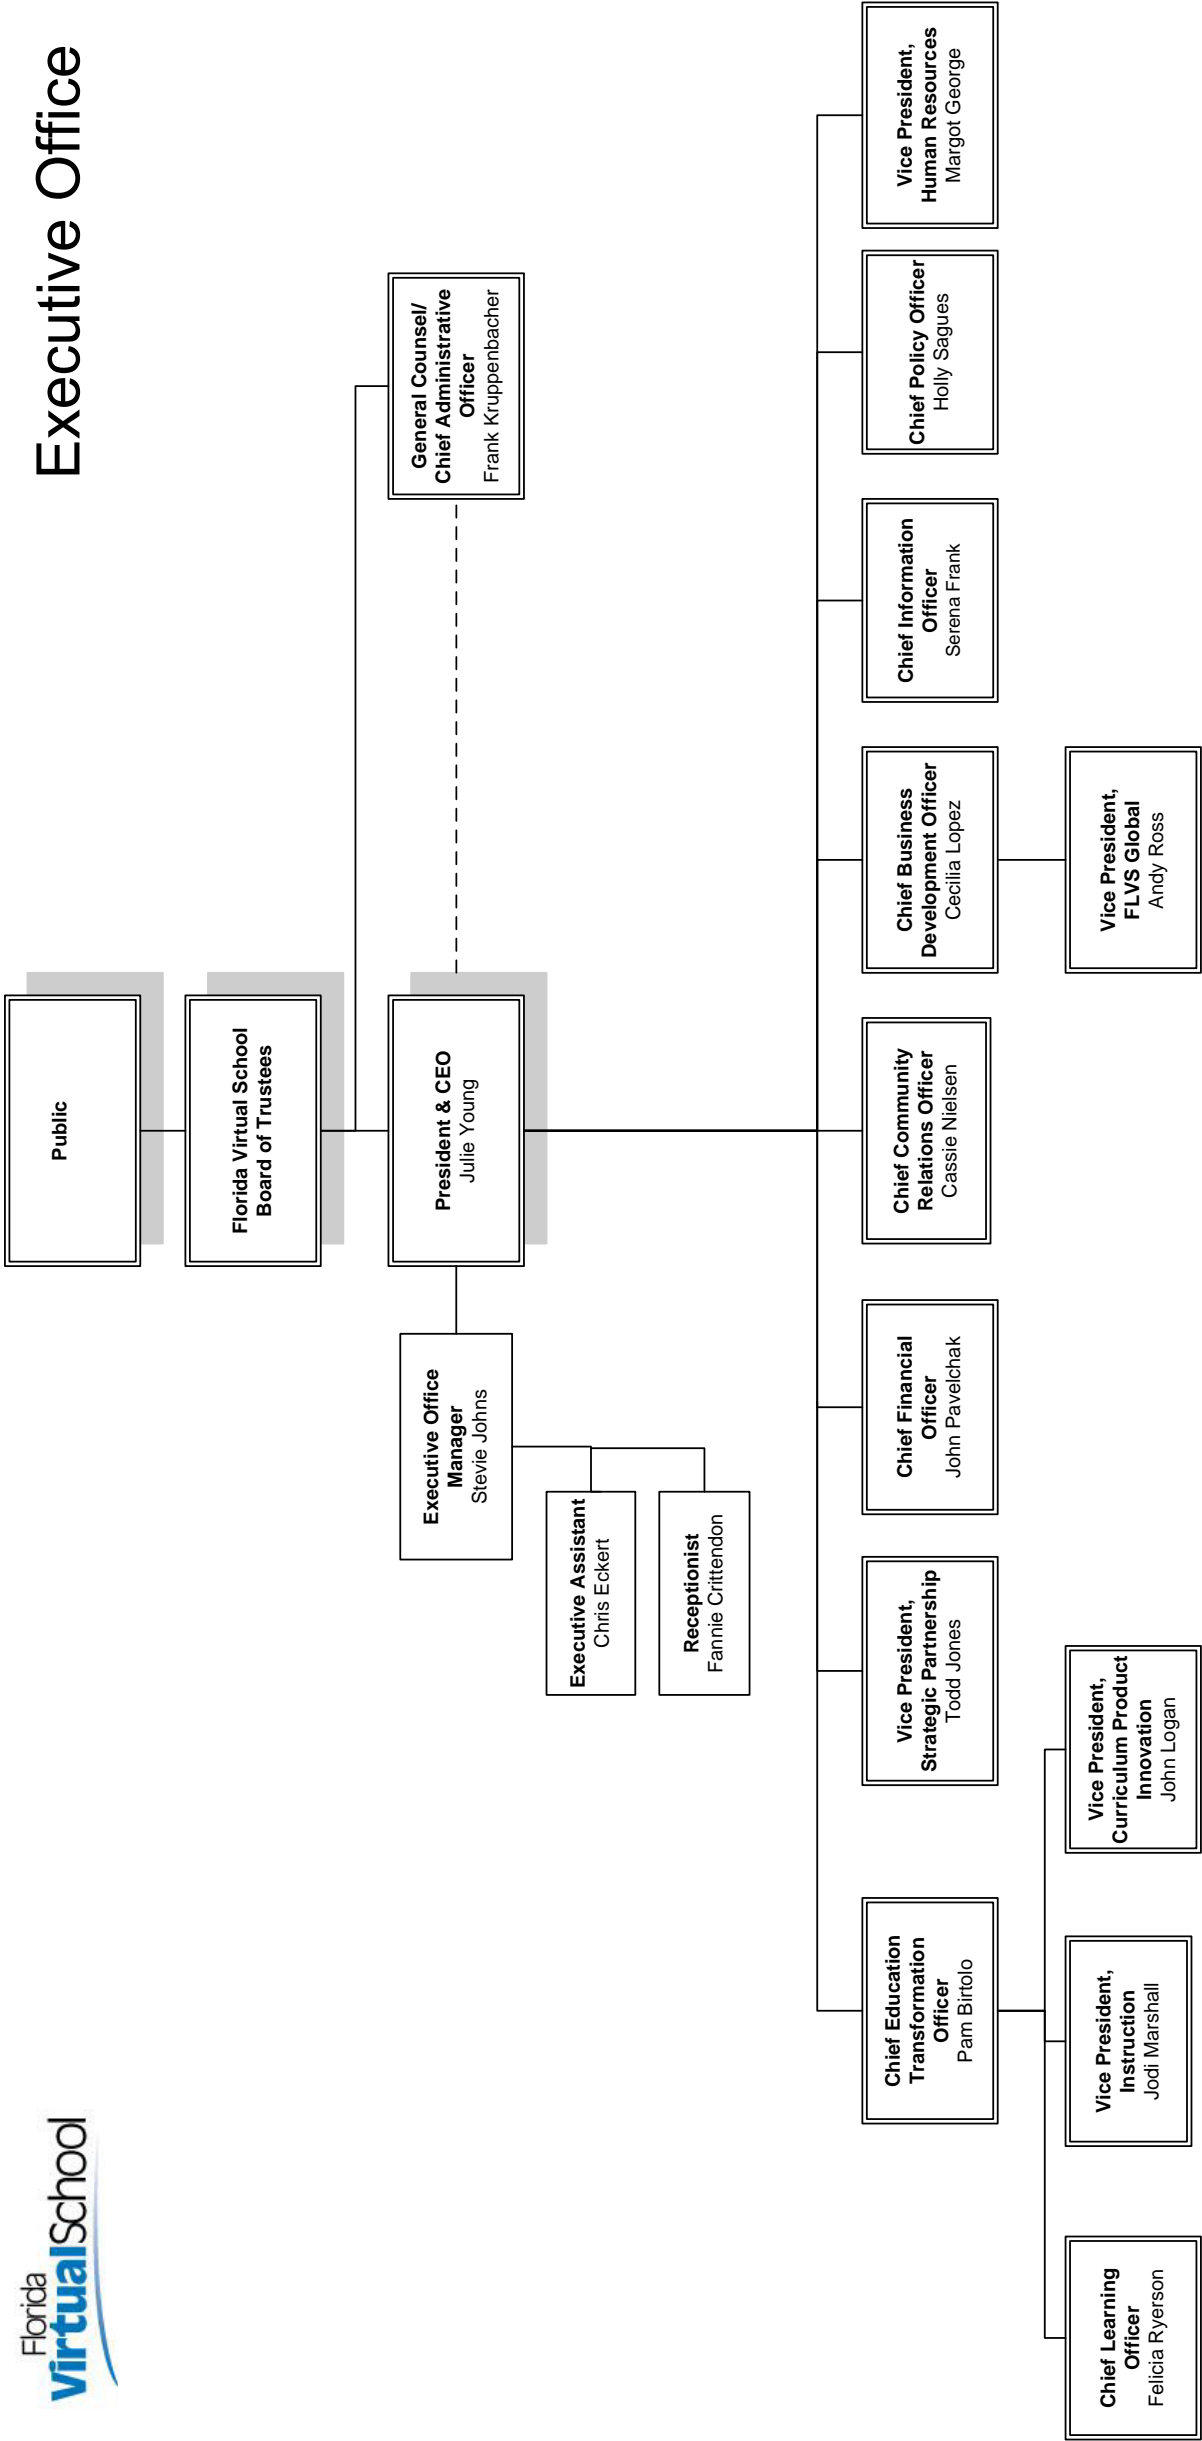 Florida
VirtualSchool
Executive Office
Public
Florida Virtual School
Board of Trustees
President & CEO
Julie Young
General Counsel/
Chief Administrative
Officer
Frank Kruppenbacher
Executive Office
Manager
Stevie Johns
Executive Assistant
Chris Eckert
Receptionist
Fannie Crittendon
Chief Education
Transformation
Officer
Pam Birtolo
Vice President,
Strategic Partnership
Todd Jones
Chief Financial
Officer
John Pavelchak
Chief Community
Relations Officer
Cassie Nielsen
Chief Business
Development Officer
Cecilia Lopez
Chief Information
Officer
Serena Frank
Chief Policy Officer
Holly Sagues
Vice President,
Human Resources
Margot George
Chief Learning
Officer
Felicia Ryerson
Vice President,
Instruction
Jodi Marshall
Vice President,
Curriculum Product
Innovation
John Logan
Vice President,
FLVS Global
Andy Ross